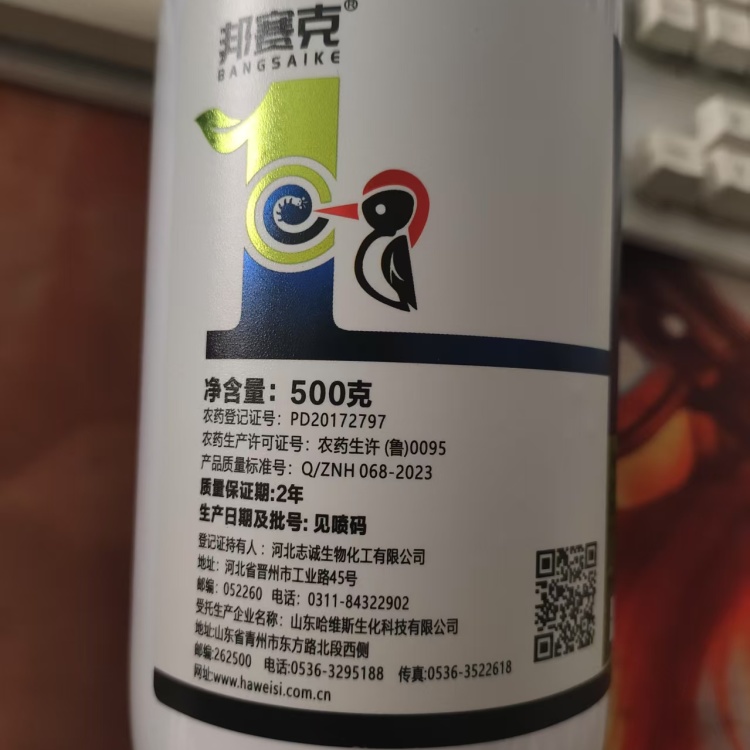 邦赛克®
BANGSAIKE
净含量：500克
农药登记证号：PD20172797
农药生产许可证号：农药生许 (鲁)0095
产品质量标准号：Q/ZNH 068-2023
质量保证期:2年
生产日期及批号: 见喷码
登记证持有人：河北志诚生物化工有限公司
地址：河北省晋州市工业路45号
邮编：052260 电话：0311-84322902
受托生产企业名称：山东哈维斯生化科技有限公司
地址:山东省青州市东方路北段西侧
邮编:262500 电话:0536-3295188 传真:0536-3522618
网址:www.haweisi.com.cn